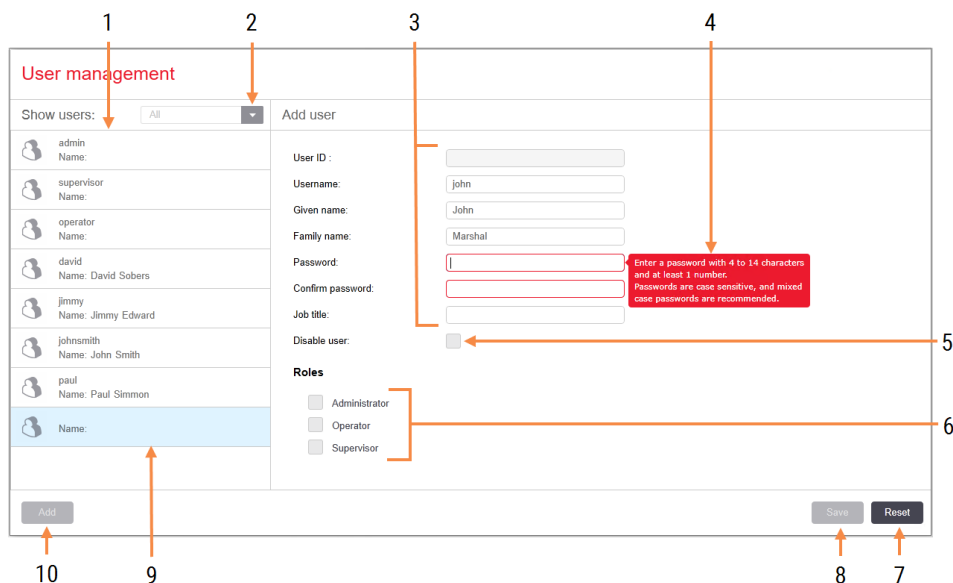 1 2 3 4
User management
Show users: All Add user
admin
Name:
supervisor
Name:
operator
Name:
david
Name: David Sobers
jimmy
Name: Jimmy Edward
johnsmith
Name: John Smith
paul
Name: Paul Simmon
Name:
User ID :
Username: john
Given name: John
Family name: Marshal
Password:
Enter a password with 4 to 14 characters
and at least 1 number.
Passwords are case sensitive, and mixed
case passwords are recommended.
Confirm password:
Job title:
Disable user:
5
Roles
Administrator
Operator
Supervisor
6
Add Save Reset
10 9 8 7